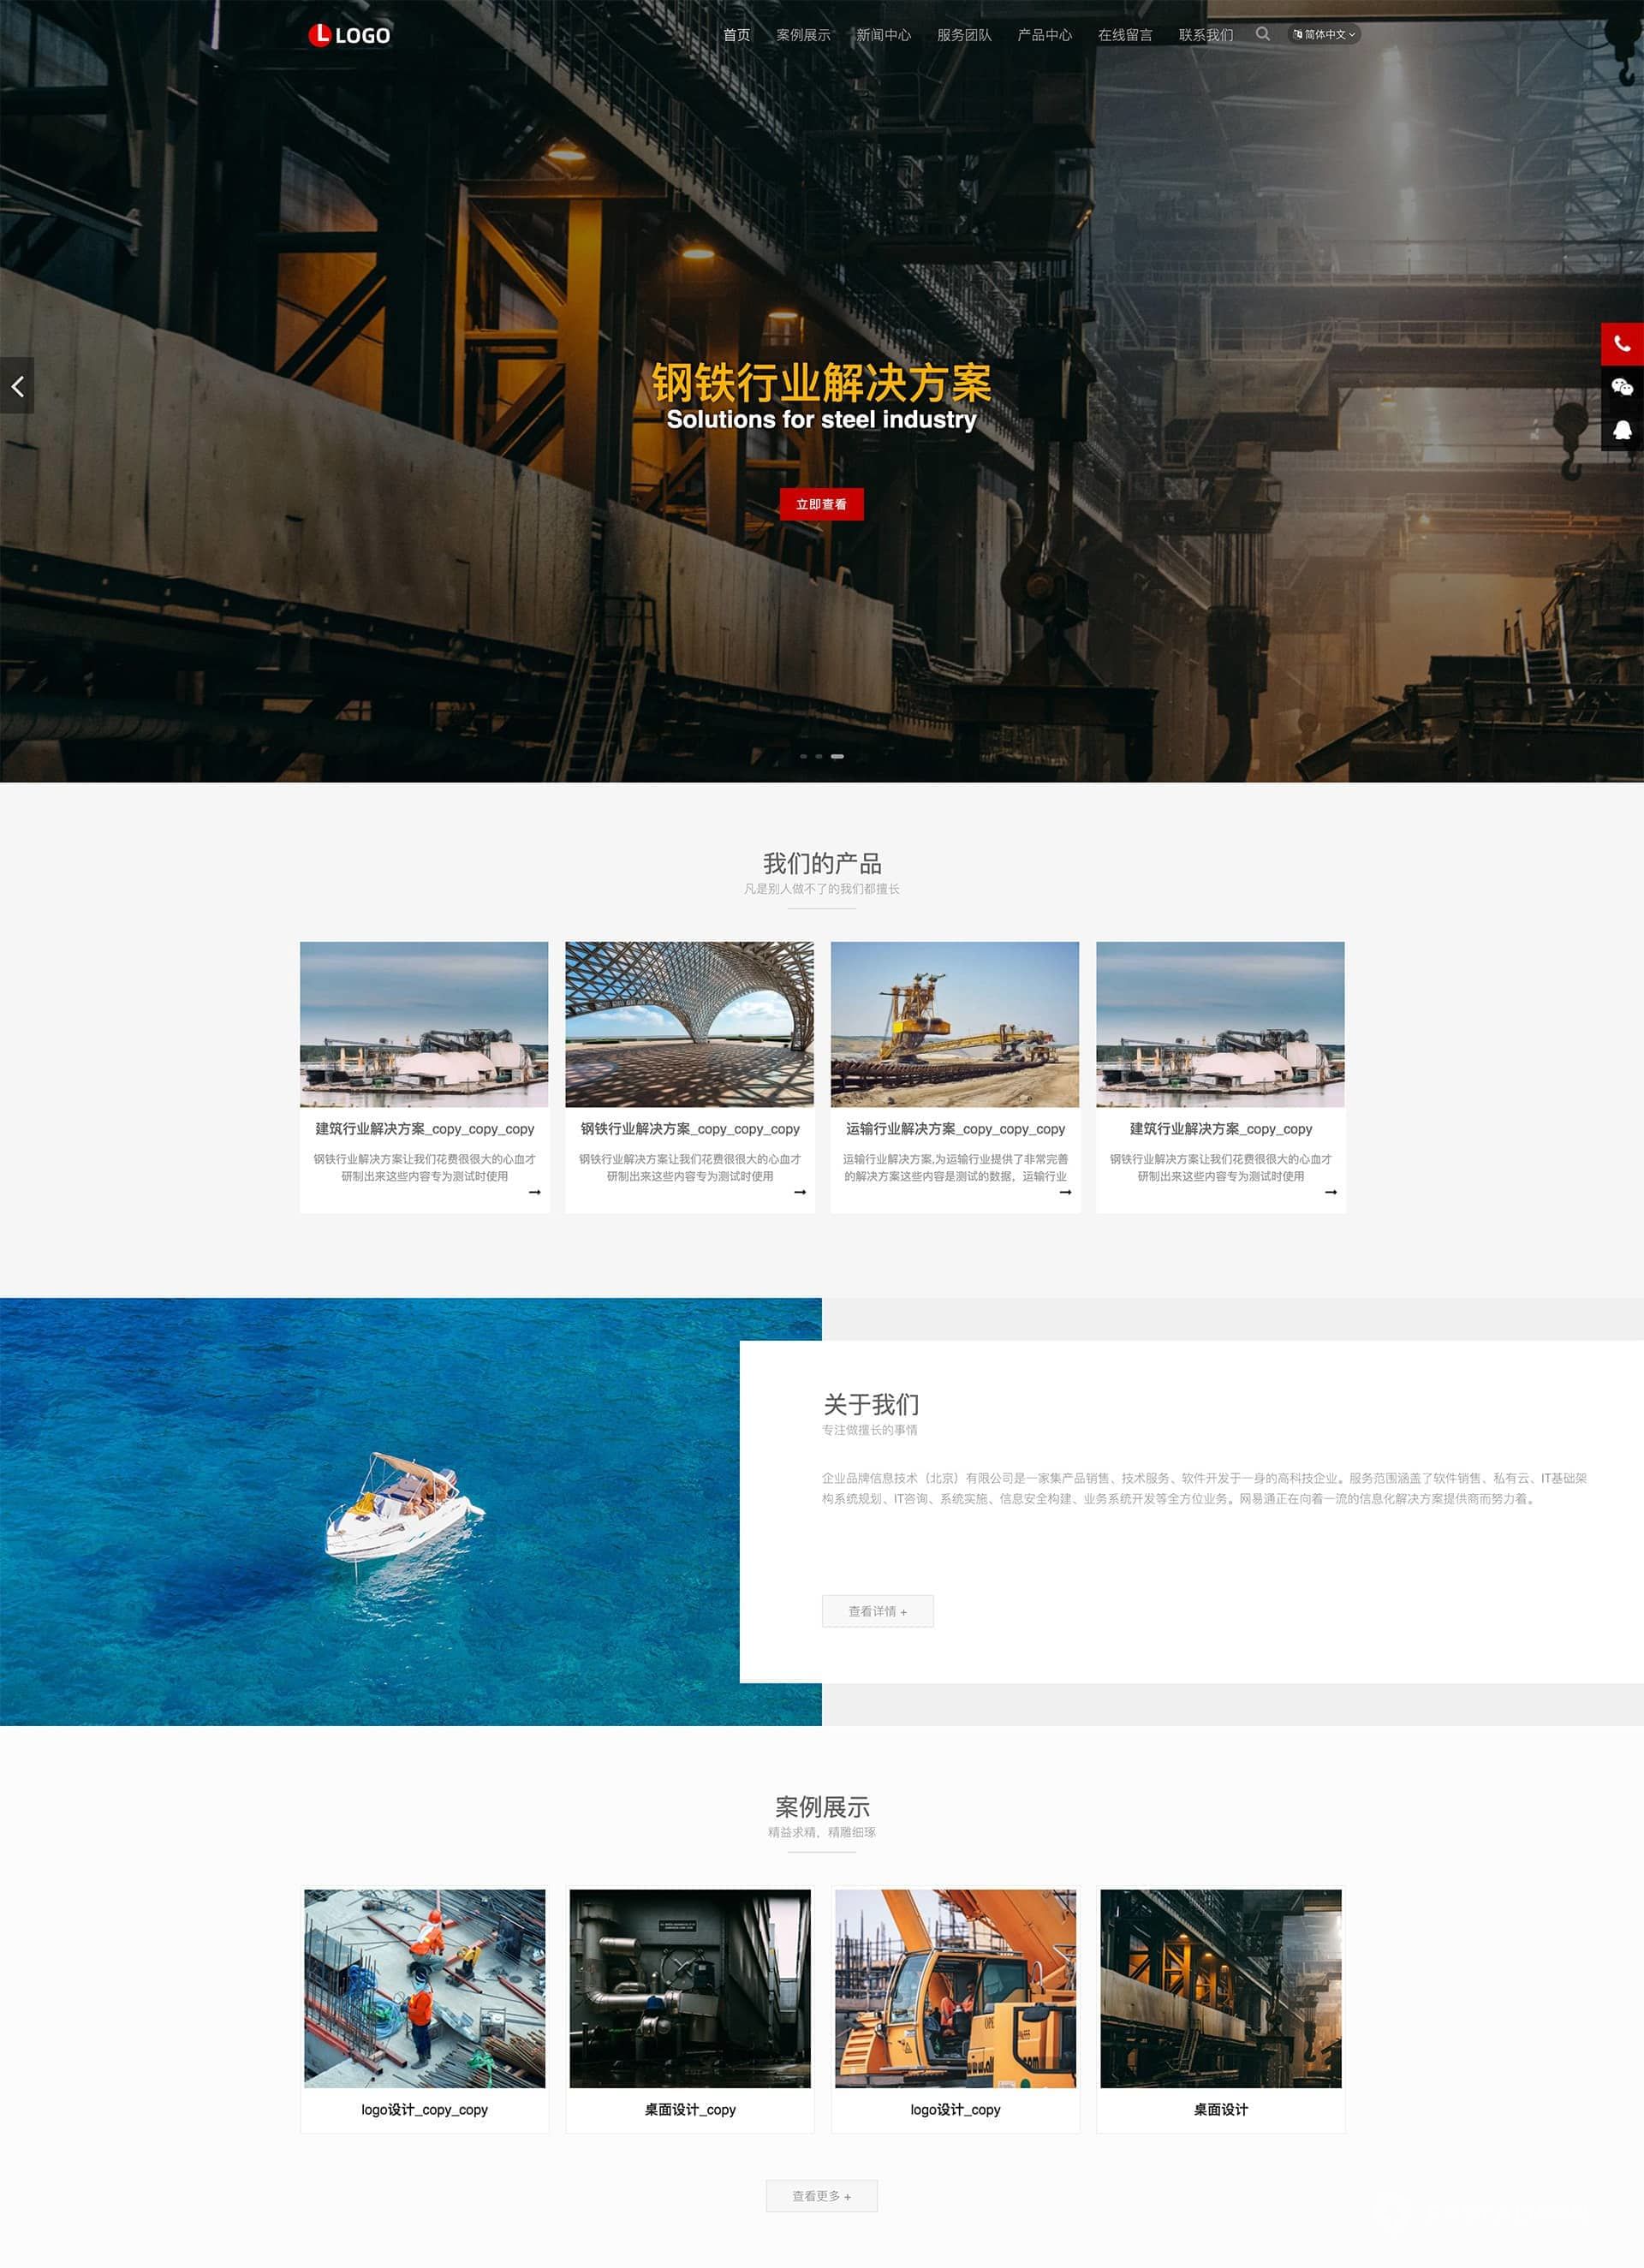 LOGO
首页 案例展示 新闻中心 服务团队 产品中心 在线留言 联系我们 简体中文
钢铁行业解决方案
Solutions for steel industry
立即查看
我们的产品
凡是别人做不了的我们都擅长
建筑行业解决方案_copy_copy_copy
钢铁行业解决方案让我们花费很很大的心血才
研制出来这些内容专为测试时使用
钢铁行业解决方案_copy_copy_copy
钢铁行业解决方案让我们花费很很大的心血才
研制出来这些内容专为测试时使用
运输行业解决方案_copy_copy_copy
运输行业解决方案,为运输行业提供了非常完善
的解决方案这些内容是测试的数据，运输行业
建筑行业解决方案_copy_copy
钢铁行业解决方案让我们花费很很大的心血才
研制出来这些内容专为测试时使用
关于我们
专注做擅长的事情
企业品牌信息技术（北京）有限公司是一家集产品销售、技术服务、软件开发于一身的高科技企业。服务范围涵盖了软件销售、私有云、IT基础架
构系统规划、IT咨询、系统实施、信息安全构建、业务系统开发等全方位业务。网易通正在向着一流的信息化解决方案提供商而努力着。
查看详情 +
案例展示
精益求精，精雕细琢
logo设计_copy_copy
桌面设计_copy
logo设计_copy
桌面设计
查看更多 +